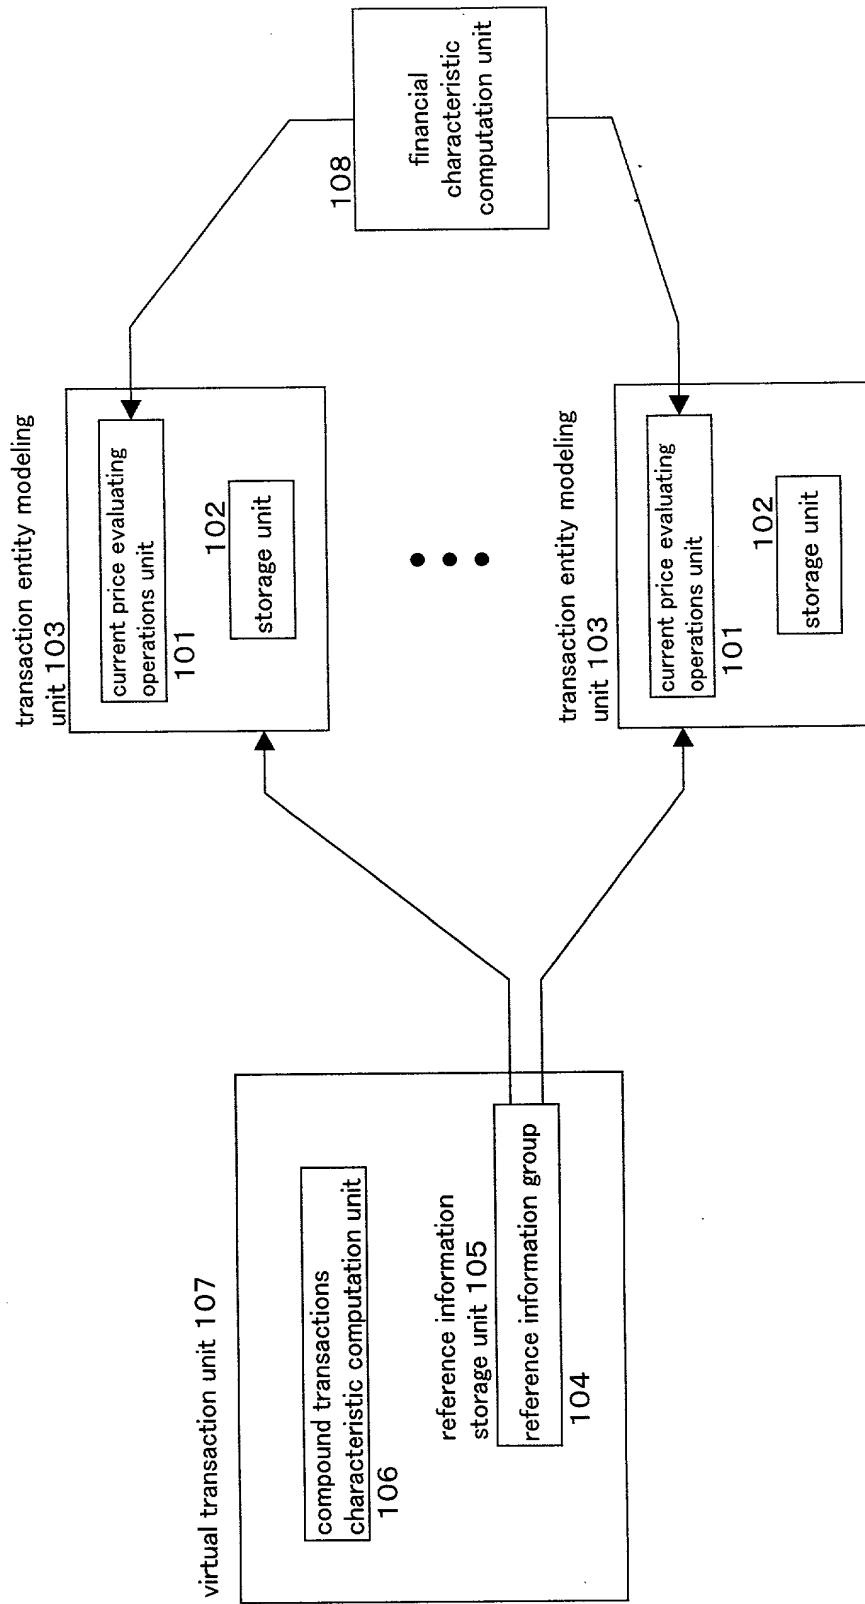 virtual transaction unit 107
compound transactions
characteristic computation unit
106
reference information
storage unit 105
reference information group
104
transaction entity modeling
unit 103
current price evaluating
operations unit
101
102
storage unit
transaction entity modeling
unit 103
current price evaluating
operations unit
101
102
storage unit
108
financial
characteristic
computation unit